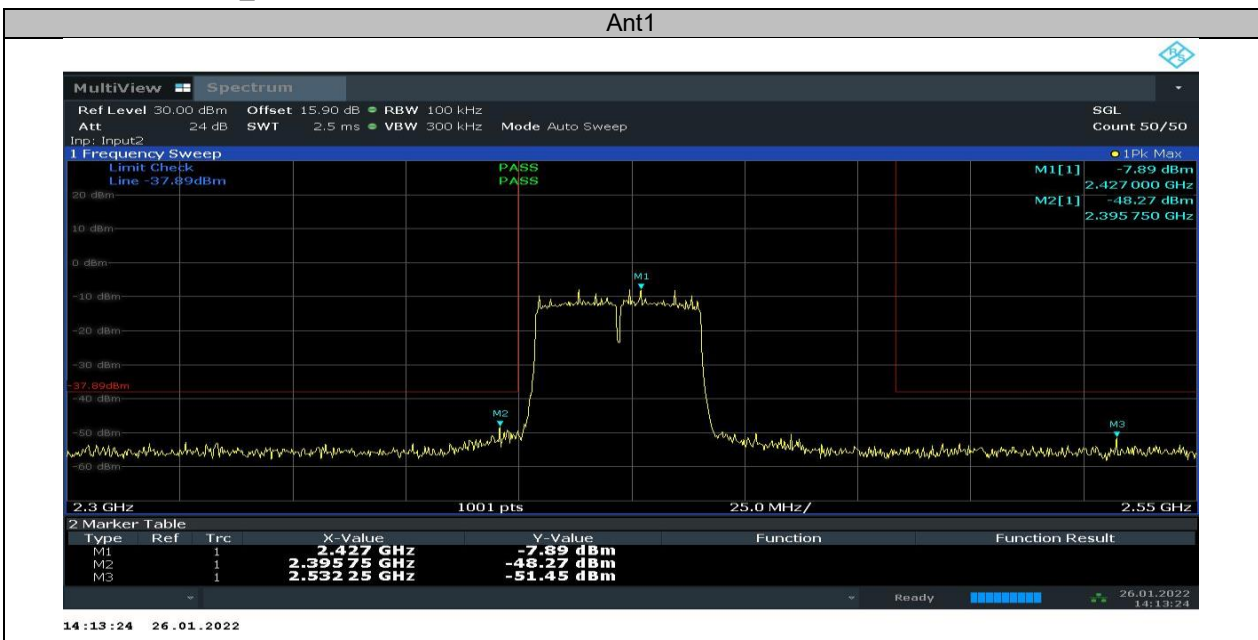 Ant1
R&S
MultiView Spectrum
Ref Level 30.00 dBm Offset 15.90 dB RBW 100 kHz SGL
Att 24 dB SWT 2.5 ms VBW 300 kHz Mode Auto Sweep Count 50/50
Inp: Input2
1 Frequency Sweep 1Pk Max
Limit Check PASS M1[1] -7.89 dBm
Line -37.89dBm PASS 2.427 000 GHz
20 dBm M2[1] -48.27 dBm
2.395 750 GHz
10 dBm
0 dBm
M1
-10 dBm
-20 dBm
-30 dBm
-37.89dBm
-40 dBm
M2
M3
-50 dBm
-60 dBm
2.3 GHz 1001 pts 25.0 MHz/ 2.55 GHz
2 Marker Table
Type Ref Trc X-Value Y-Value Function Function Result
M1 1 2.427 GHz -7.89 dBm
M2 1 2.395 75 GHz -48.27 dBm
M3 1 2.532 25 GHz -51.45 dBm
Ready 26.01.2022
14:13:24
14:13:24 26.01.2022